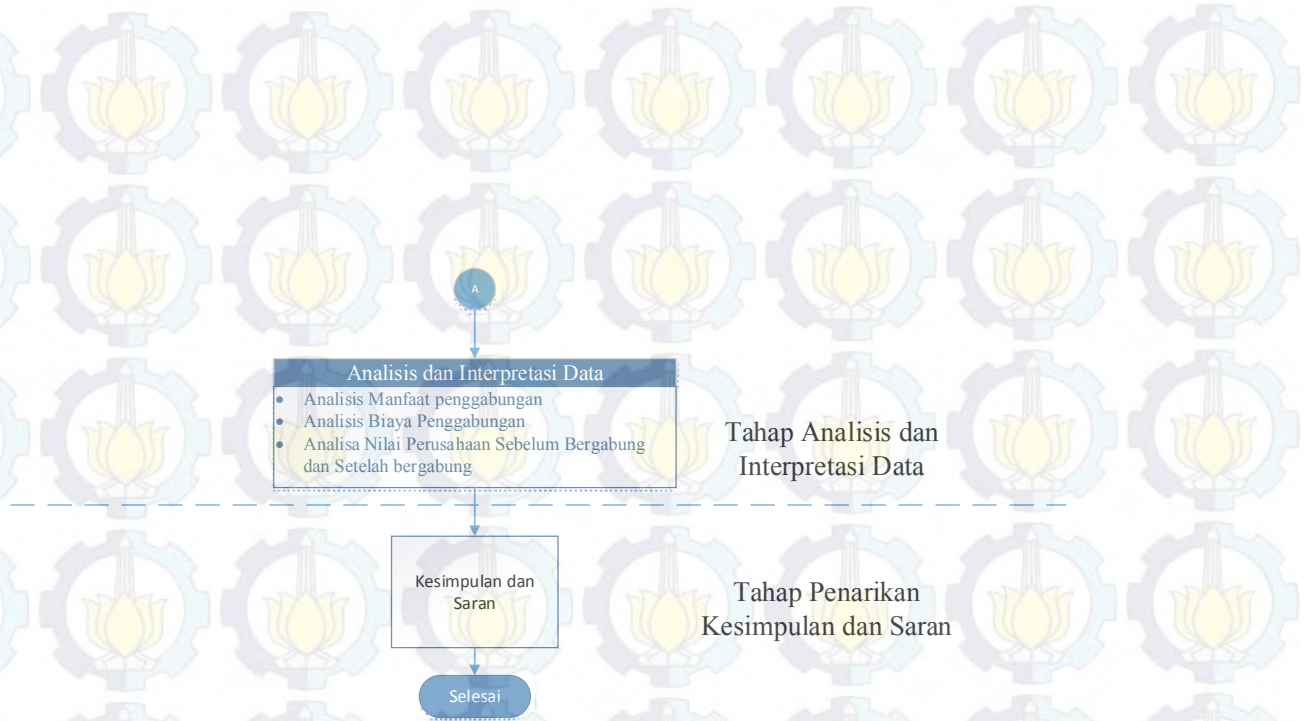 A
Analisis dan Interpretasi Data
• Analisis Manfaat penggabungan
• Analisis Biaya Penggabungan
• Analisa Nilai Perusahaan Sebelum Bergabung
dan Setelah bergabung
Tahap Analisis dan
Interpretasi Data
Kesimpulan dan
Saran
Tahap Penarikan
Kesimpulan dan Saran
Selesai